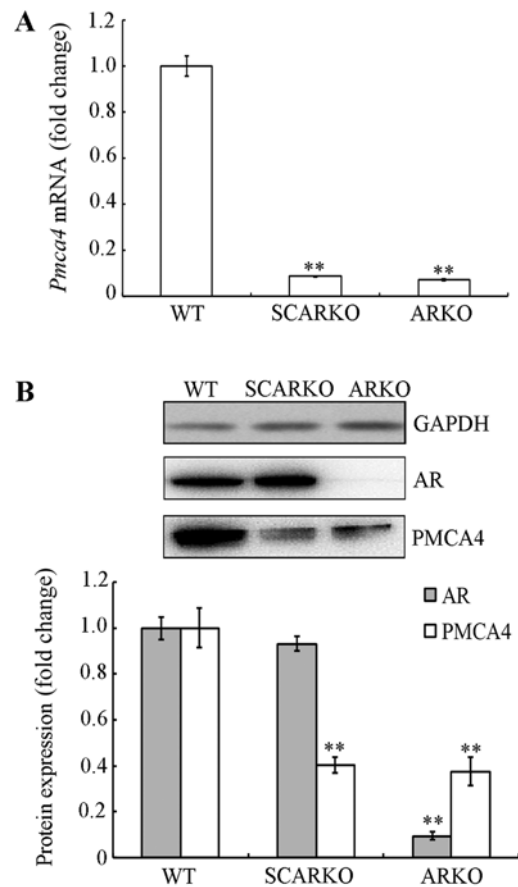 A
Pmca4 mRNA (fold change)
1.2
1.0
0.8
0.6
0.4
0.2
0
**
**
WT SCARKO ARKO
B
WT SCARKO ARKO
GAPDH
AR
PMCA4
Protein expression (fold change)
1.2
1.0
0.8
0.6
0.4
0.2
0
AR
PMCA4
**
**
**
WT SCARKO ARKO